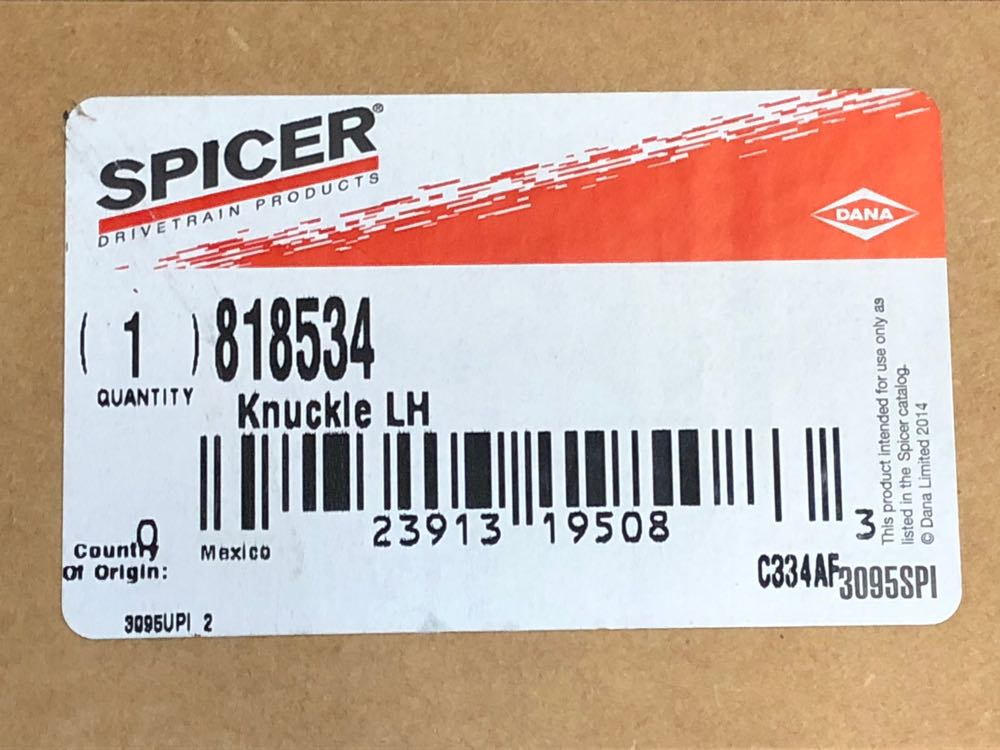 SPICER®
DRIVETRAIN PRODUCTS
DANA
( 1 ) 818534
QUANTITY
Knuckle LH
0 23913 19508 3
Country Of Origin: Mexico
C334AF
3095SPI
3095UPI 2
This product intended for use only as
listed in the Spicer catalog.
© Dana Limited 2014